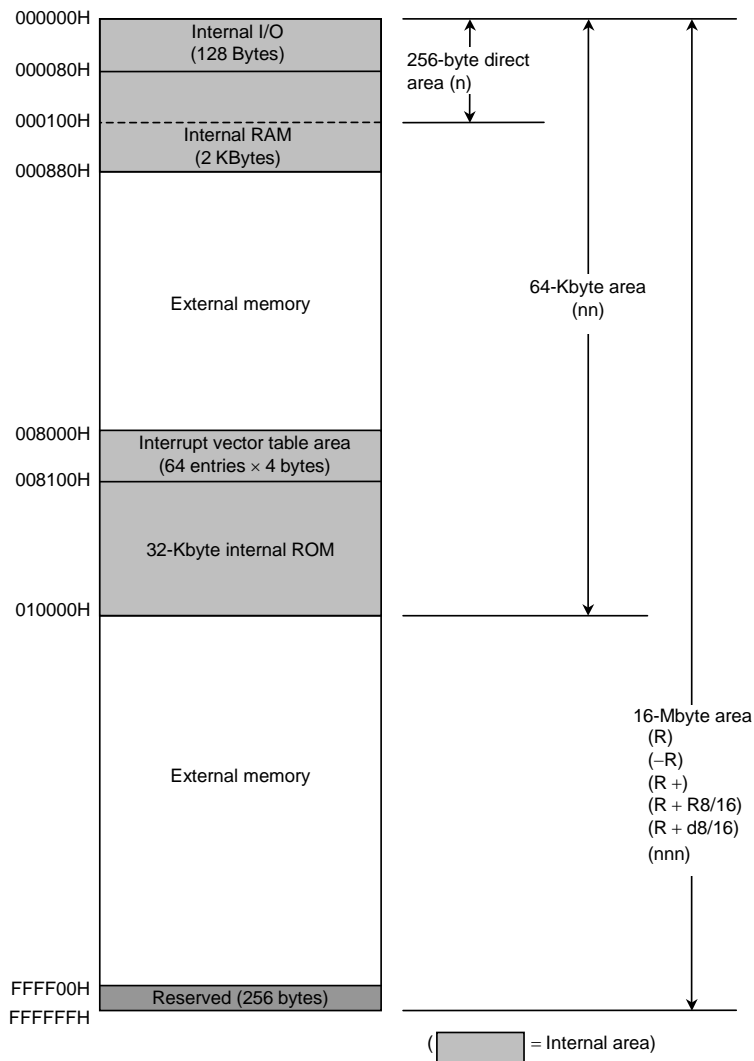 000000H
Internal I/O
(128 Bytes)
000080H
256-byte direct
area (n)
000100H
Internal RAM
(2 KBytes)
000880H
External memory
64-Kbyte area
(nn)
008000H
Interrupt vector table area
(64 entries × 4 bytes)
008100H
32-Kbyte internal ROM
010000H
16-Mbyte area
(R)
(−R)
(R +)
(R + R8/16)
(R + d8/16)
(nnn)
External memory
FFFF00H
Reserved (256 bytes)
FFFFFFH
( = Internal area)